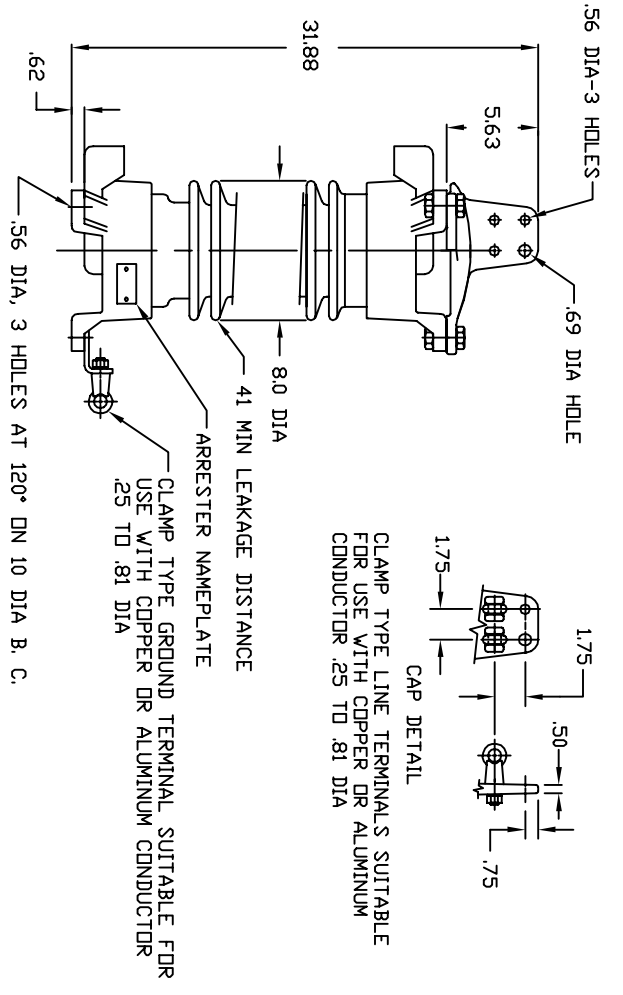 .56 DIA-3 HOLES
.69 DIA HOLE
31.88
5.63
8.0 DIA
41 MIN LEAKAGE DISTANCE
ARRESTER NAMEPLATE
CLAMP TYPE GROUND TERMINAL SUITABLE FOR
USE WITH COPPER OR ALUMINUM CONDUCTOR
.25 TO .81 DIA
.62
.56 DIA, 3 HOLES AT 120° ON 10 DIA B. C.
1.75
1.75
.50
.75
CAP DETAIL
CLAMP TYPE LINE TERMINALS SUITABLE
FOR USE WITH COPPER OR ALUMINUM
CONDUCTOR .25 TO .81 DIA